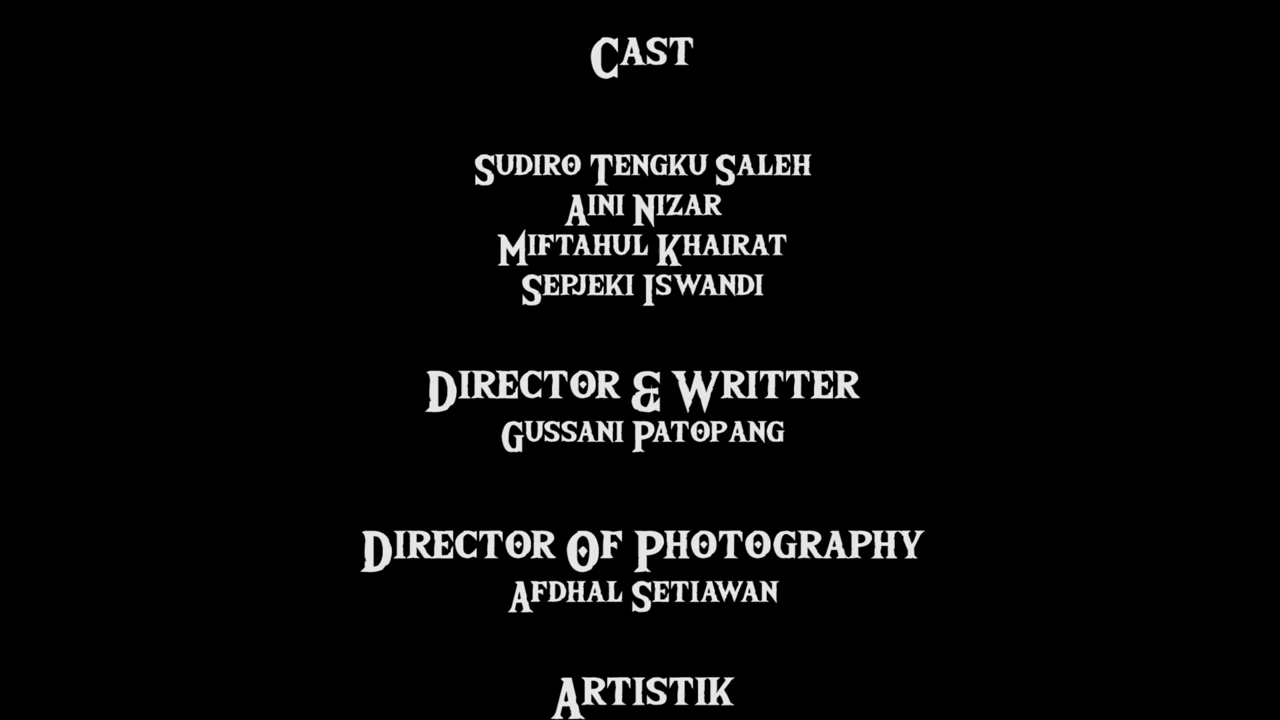 Cast
Sudiro Tengku Saleh
Aini Nizar
Miftahul Khairat
Sepjeki Iswandi
Director & Writter
Gussani Patopang
Director Of Photography
Afdhal Setiawan
Artistik